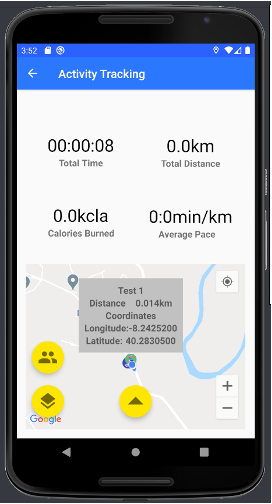 3:52
Activity Tracking
00:00:08
Total Time
0.0km
Total Distance
0.0kcla
Calories Burned
0:0min/km
Average Pace
Test 1
Distance 0.014km
Coordinates
Longitude:-8.2425200
Latitude: 40.2830500
+
−
Google